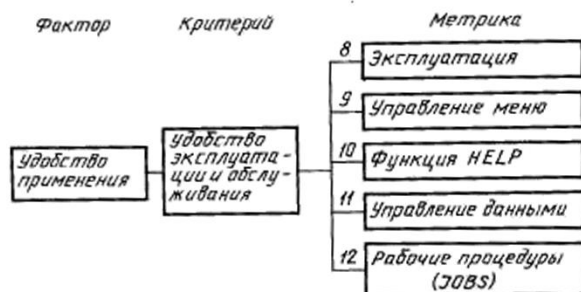 Фактор Критерий Метрика
8 Эксплуатация
9 Управление меню
10 Функция HELP
11 Управление данными
12 Рабочие процедуры
(JOBS)
Удобство
применения
Удобство
эксплуата-
ции и обслу-
живания